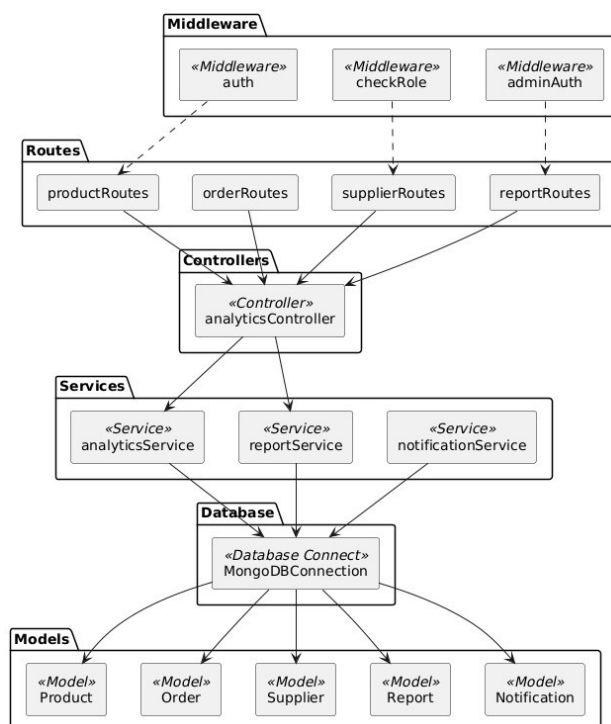 Middleware
«Middleware»
auth
«Middleware»
checkRole
«Middleware»
adminAuth
Routes
productRoutes
orderRoutes
supplierRoutes
reportRoutes
Controllers
«Controller»
analyticsController
Services
«Service»
analyticsService
«Service»
reportService
«Service»
notificationService
Database
«Database Connect»
MongoDBConnection
Models
«Model»
Product
«Model»
Order
«Model»
Supplier
«Model»
Report
«Model»
Notification